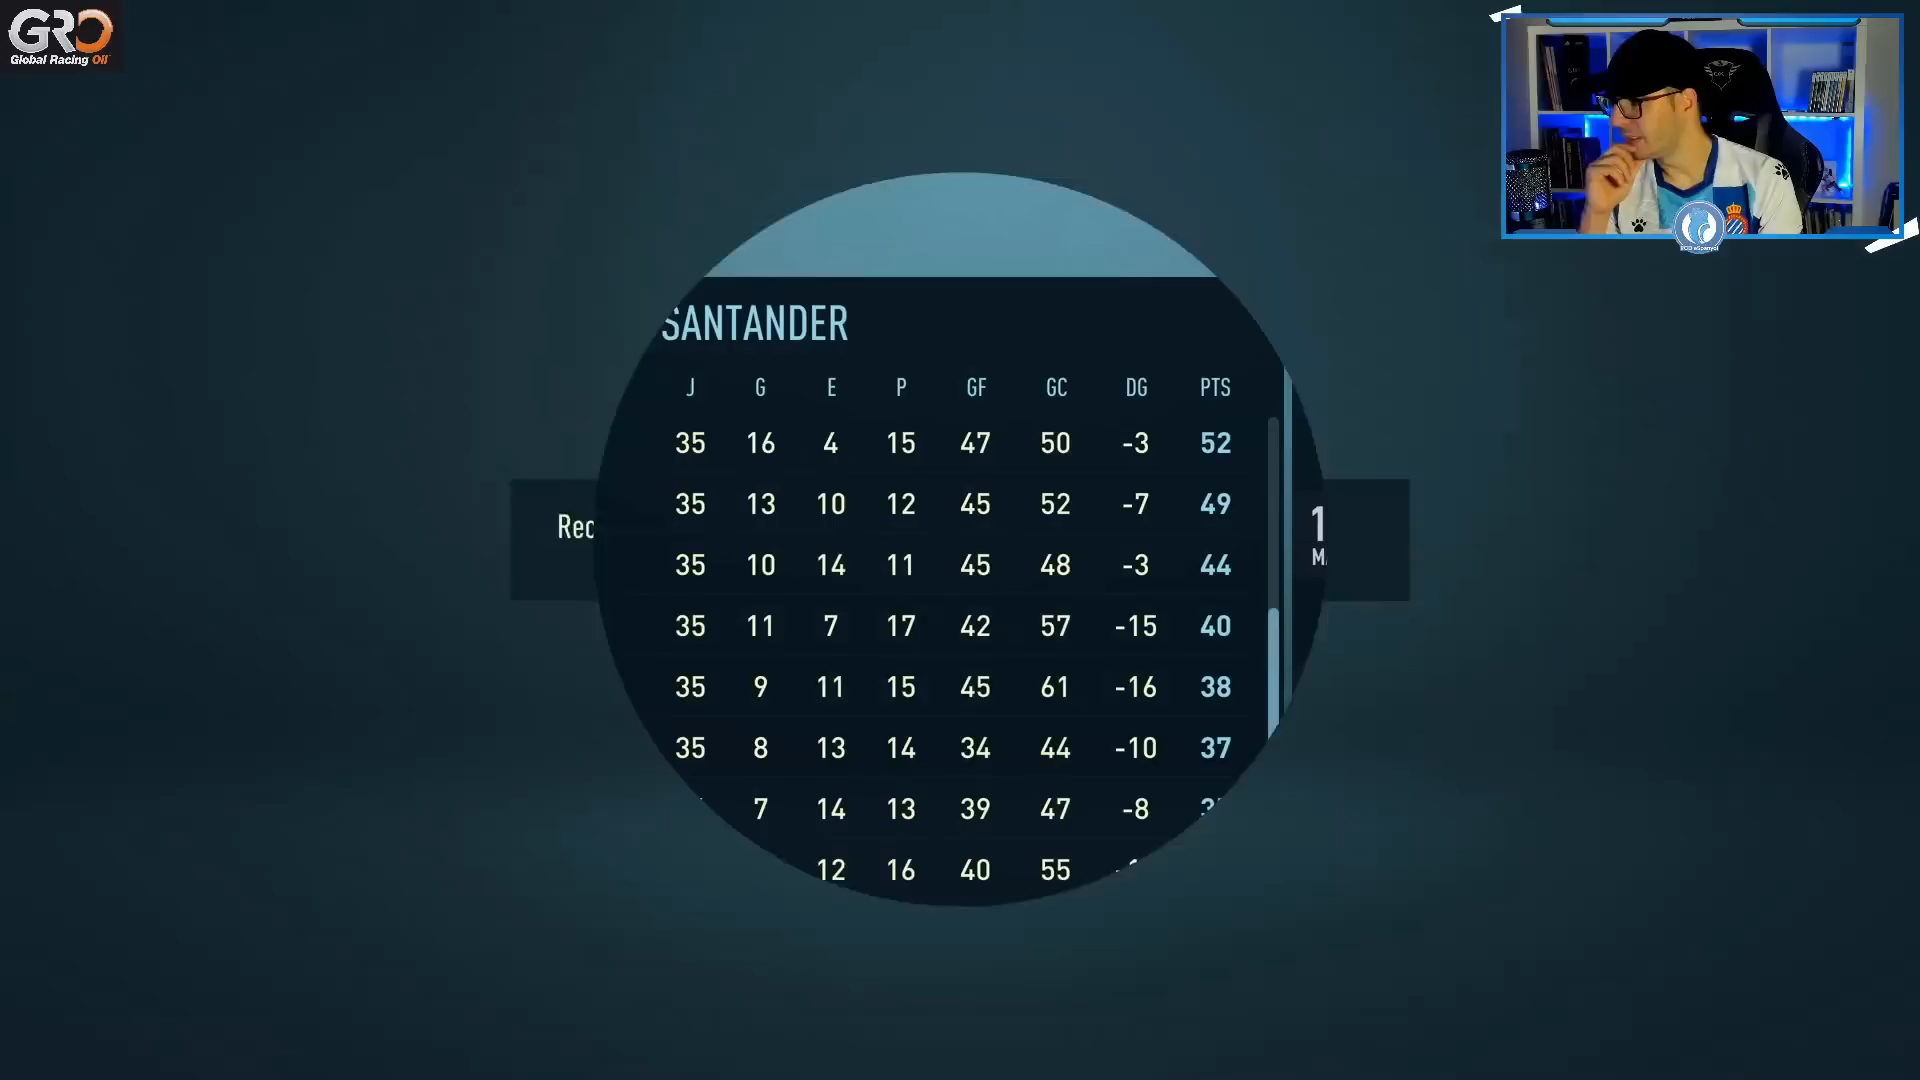 GRO
Global Racing Oil
SANTANDER
J G E P GF GC DG PTS
35 16 4 15 47 50 -3 52
35 13 10 12 45 52 -7 49
35 10 14 11 45 48 -3 44
35 11 7 17 42 57 -15 40
35 9 11 15 45 61 -16 38
35 8 13 14 34 44 -10 37
7 14 13 39 47 -8
12 16 40 55
Rec
1
RCD eSpanyol